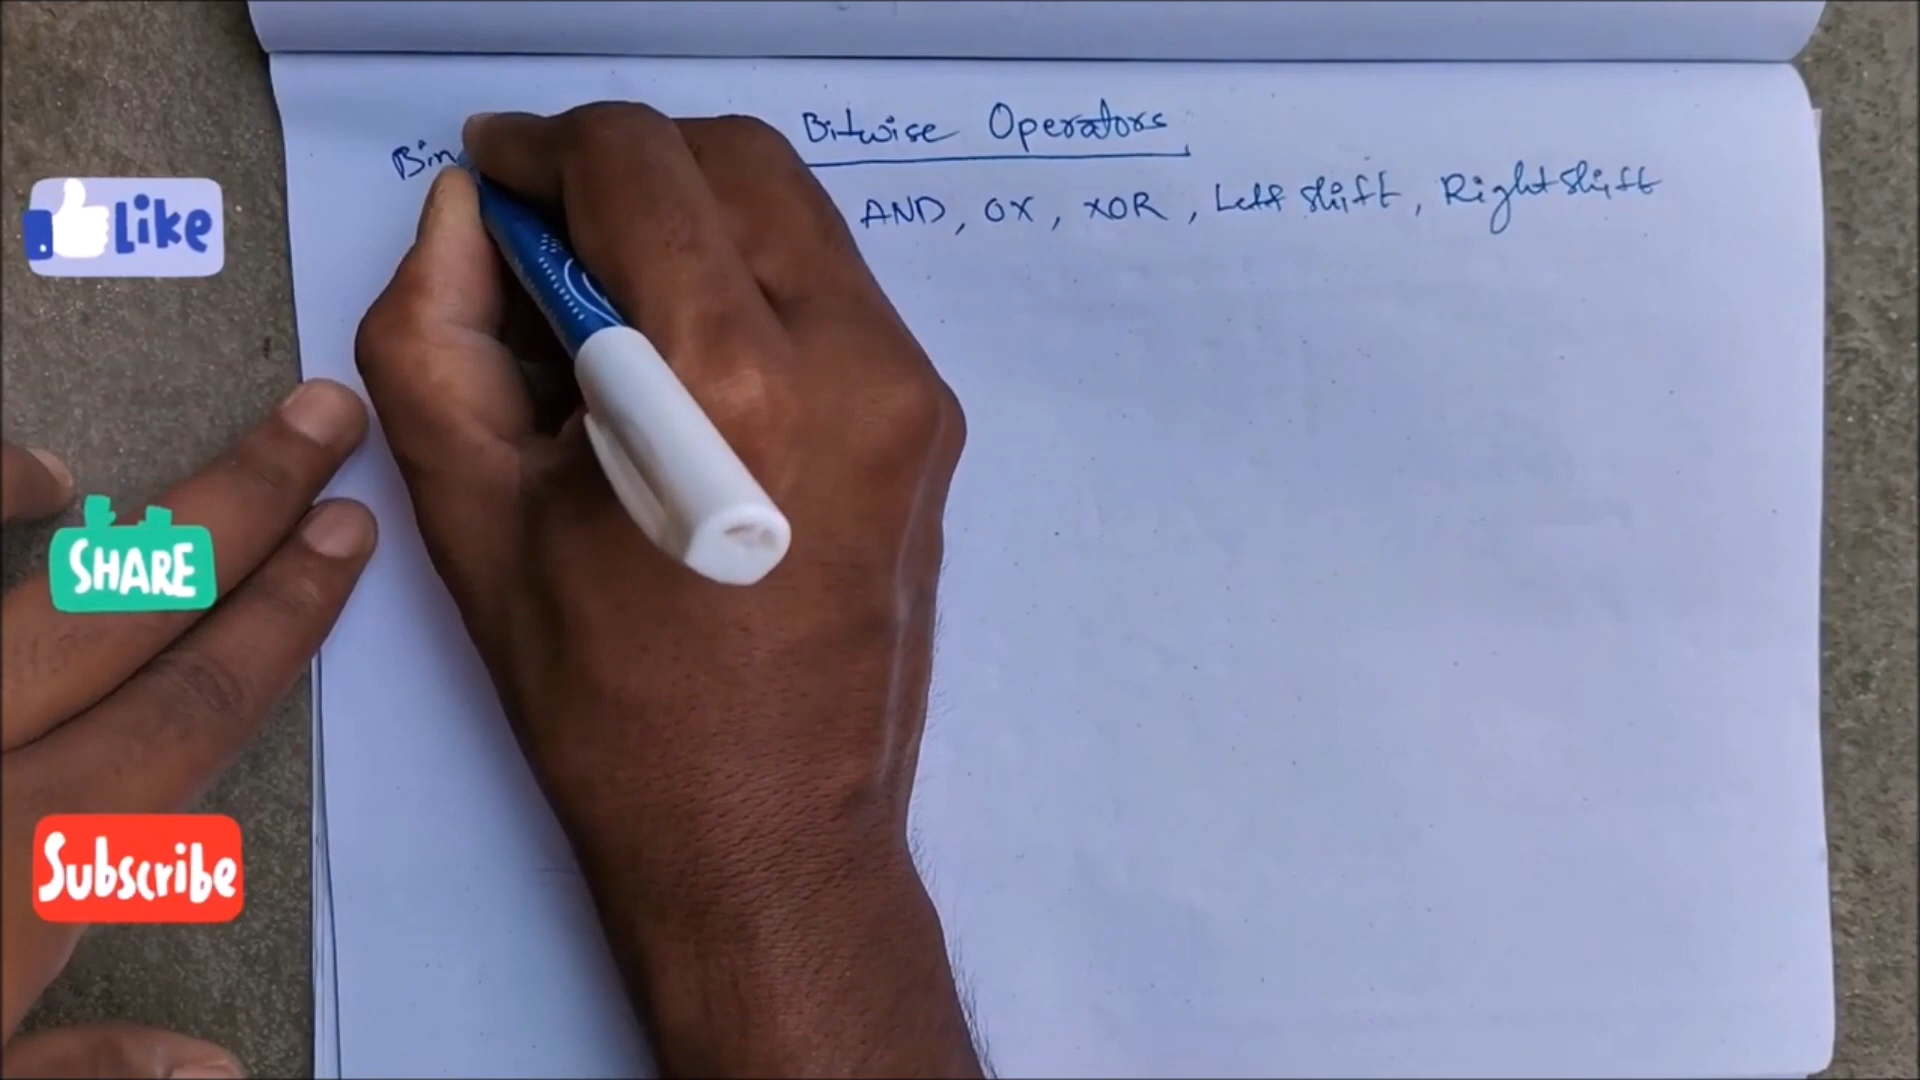 Bitwise Operators
Bin
AND, OX, XOR, Left shift, Right shift
Like
SHARE
Subscribe